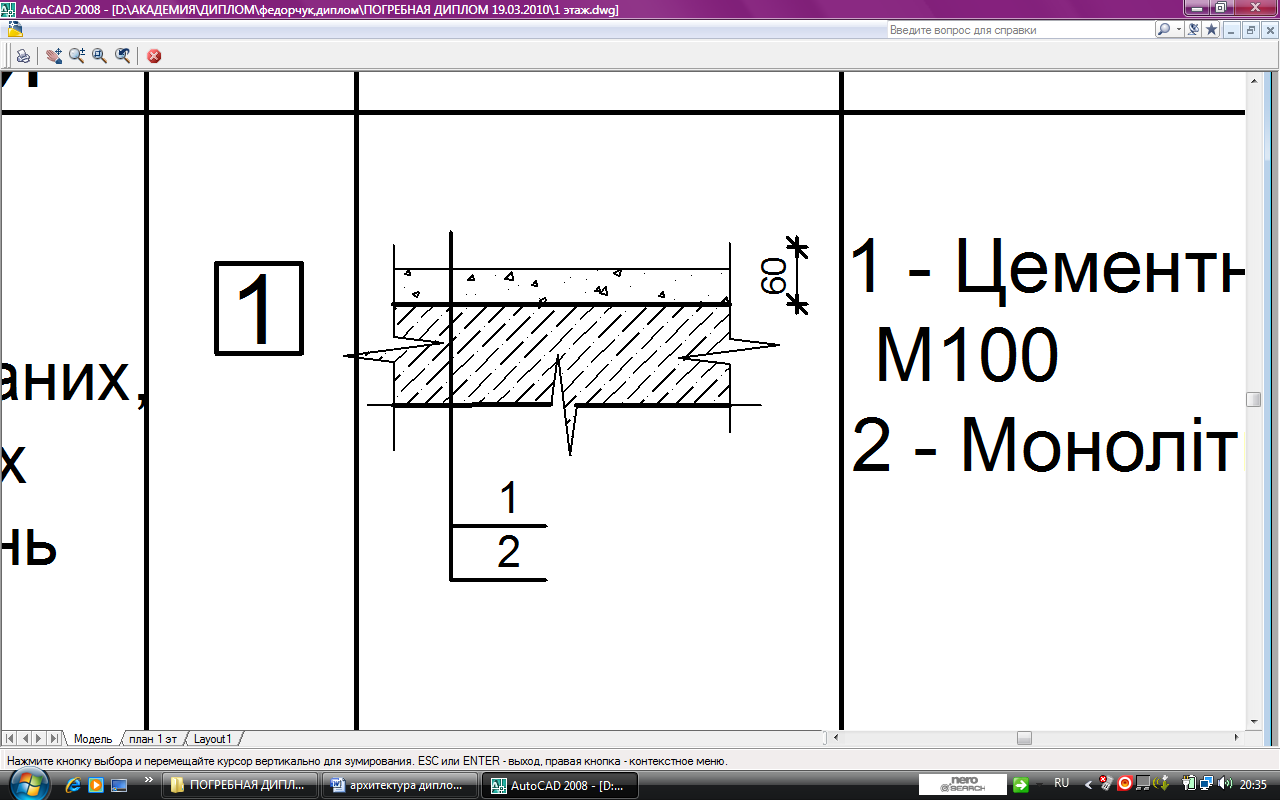 AutoCAD 2008 - [D:\АКАДЕМИЯ\ДИПЛОМ\федорчук,диплом\ПОГРЕБНАЯ ДИПЛОМ 19.03.2010\1 этаж.dwg]
Введите вопрос для справки
1
60
1 - Цементн
М100
2 - Моноліт
аних,
х
нь
1
2
Модель
план 1 эт
Layout1
Нажмите кнопку выбора и перемещайте курсор вертикально для зумирования. ESC или ENTER - выход, правая кнопка - контекстное меню.
ПОГРЕБНАЯ ДИПЛ...
архитектура дипло...
AutoCAD 2008 - [D:...
nero
SEARCH
RU
20:35